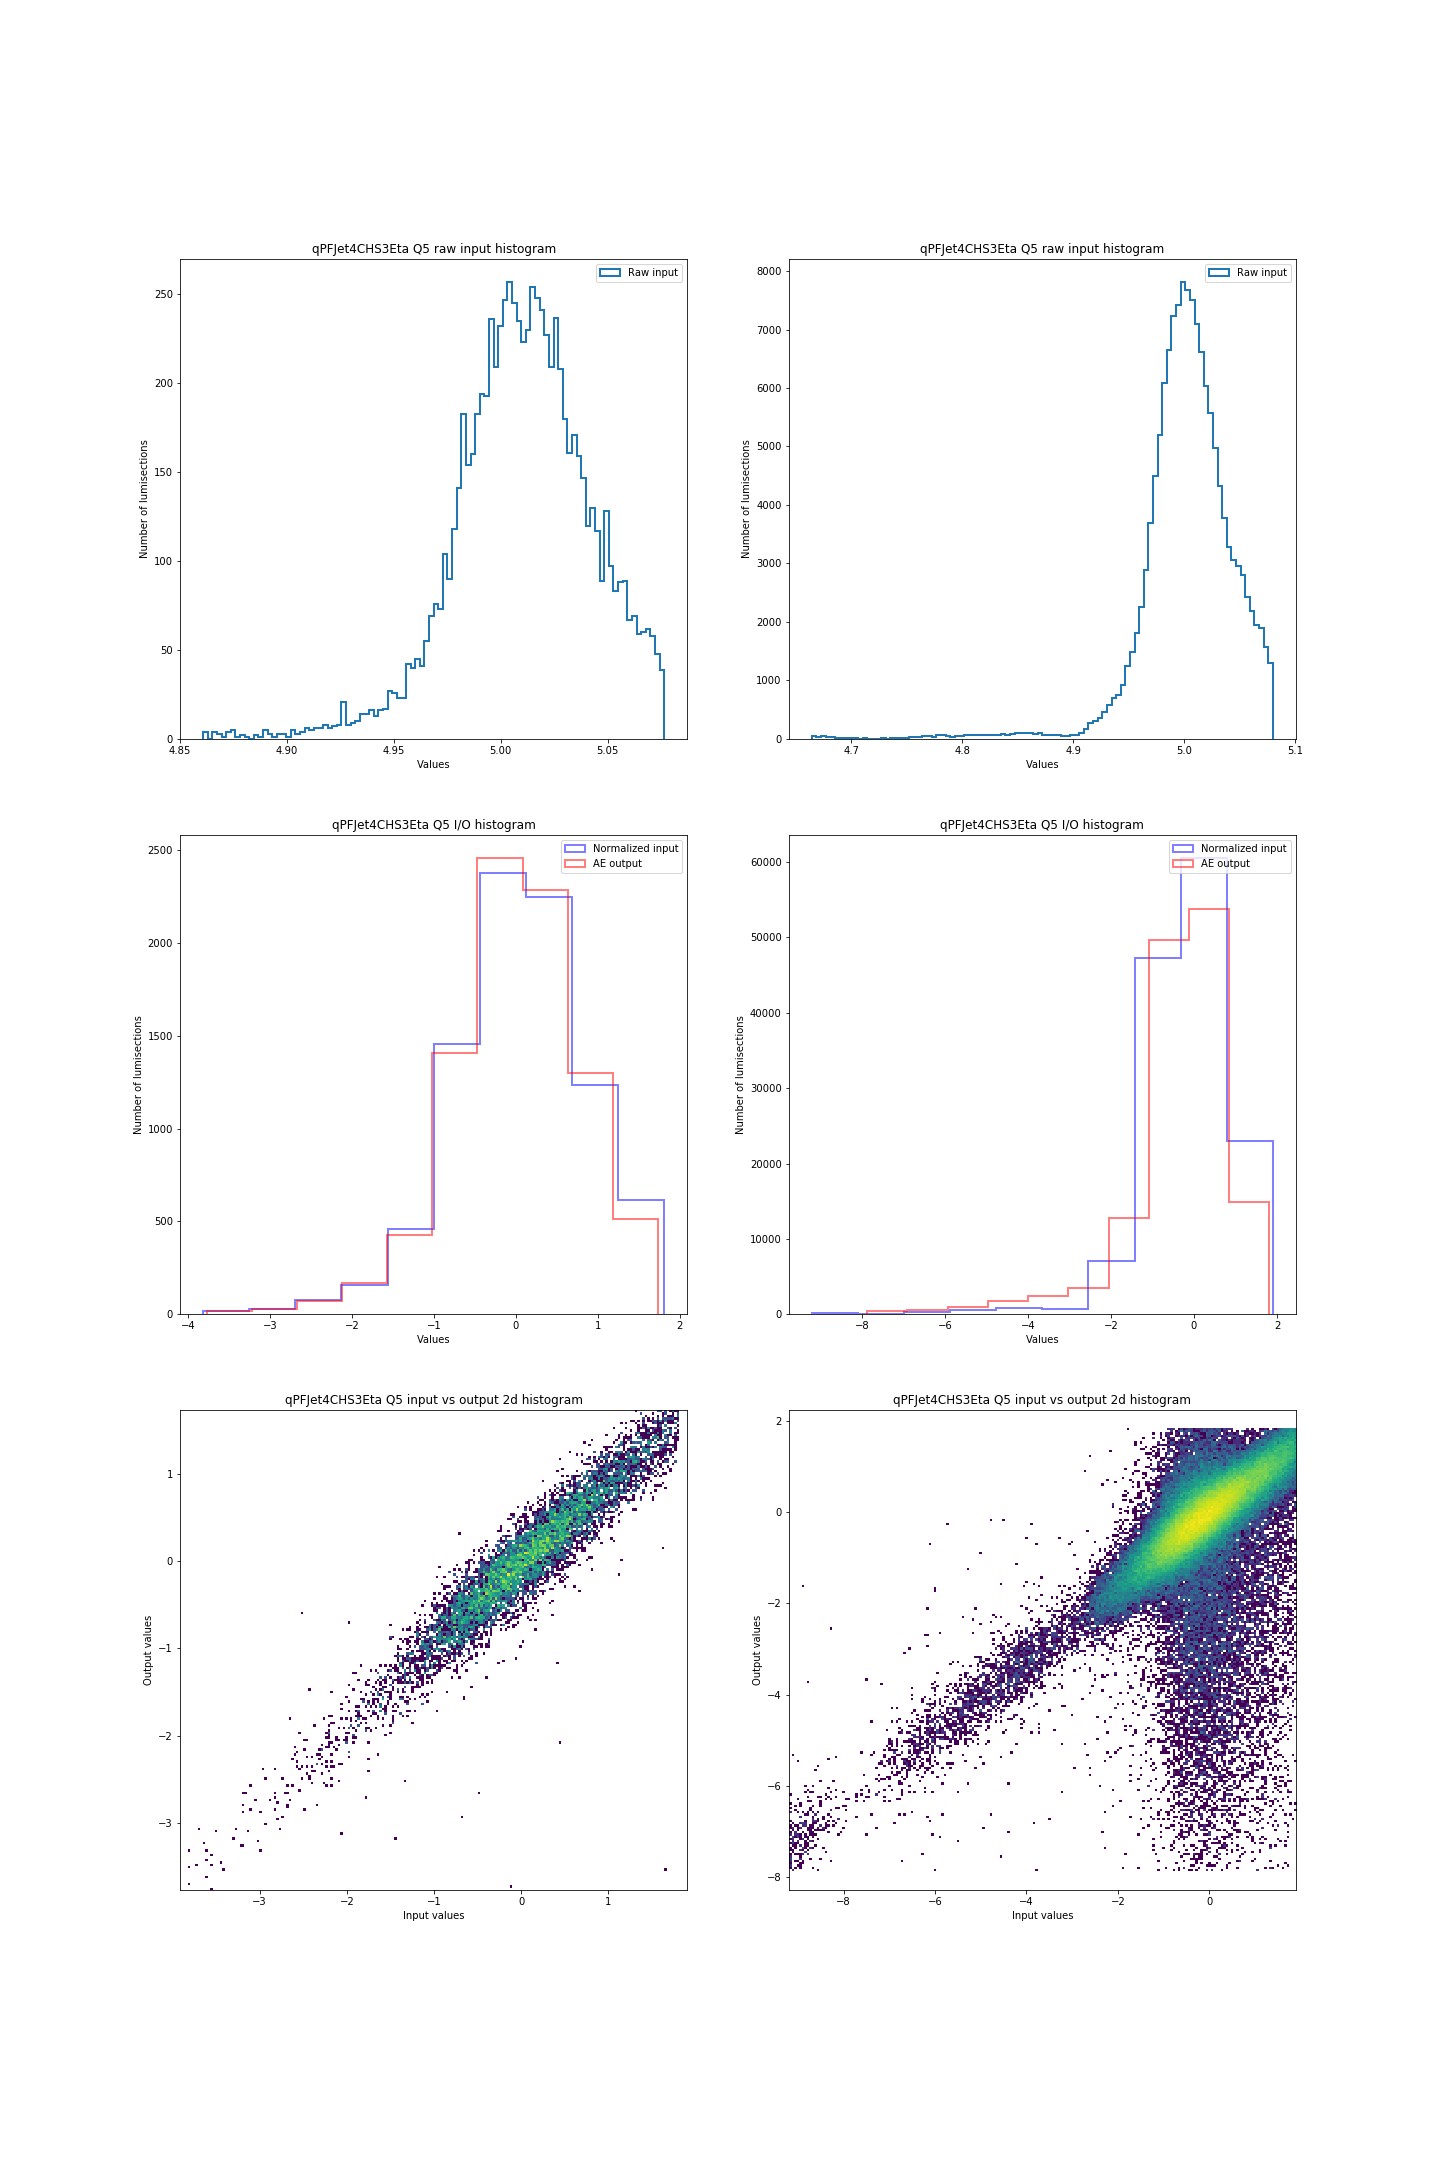 qPFJet4CHS3Eta Q5 raw input histogram
Raw input
Number of lumisections
250
200
150
100
50
0
4.85 4.90 4.95 5.00 5.05
Values
qPFJet4CHS3Eta Q5 raw input histogram
Raw input
Number of lumisections
8000
7000
6000
5000
4000
3000
2000
1000
0
4.7 4.8 4.9 5.0 5.1
Values
qPFJet4CHS3Eta Q5 I/O histogram
Normalized input
AE output
Number of lumisections
2500
2000
1500
1000
500
0
−4 −3 −2 −1 0 1 2
Values
qPFJet4CHS3Eta Q5 I/O histogram
Normalized input
AE output
Number of lumisections
60000
50000
40000
30000
20000
10000
0
−8 −6 −4 −2 0 2
Values
qPFJet4CHS3Eta Q5 input vs output 2d histogram
Output values
1
0
−1
−2
−3
−3 −2 −1 0 1
Input values
qPFJet4CHS3Eta Q5 input vs output 2d histogram
Output values
2
0
−2
−4
−6
−8
−8 −6 −4 −2 0
Input values